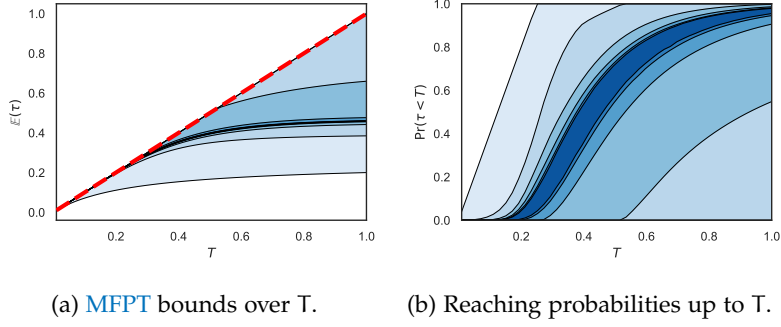 1.0
0.8
0.6
0.4
0.2
0.0
𝔼(τ)
0.2 0.4 0.6 0.8 1.0
T
1.0
0.8
0.6
0.4
0.2
0.0
Pr(τ < T)
0.0 0.2 0.4 0.6 0.8 1.0
T
(a) MFPT bounds over T.
(b) Reaching probabilities up to T.